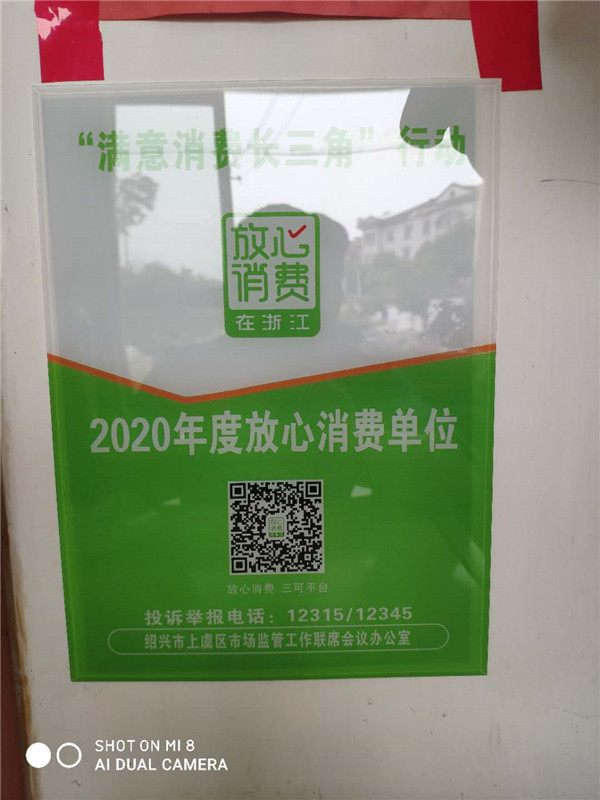 “满意消费长三角”行动
放心
消费
在浙江
2020年度放心消费单位
放心消费 三可平台
投诉举报电话：12315/12345
绍兴市上虞区市场监管工作联席会议办公室
SHOT ON MI 8
AI DUAL CAMERA